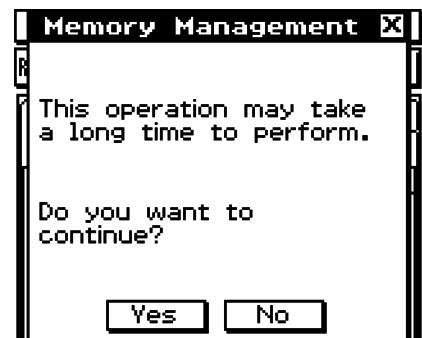 Memory Management X
This operation may take
a long time to perform.
Do you want to
continue?
Yes No